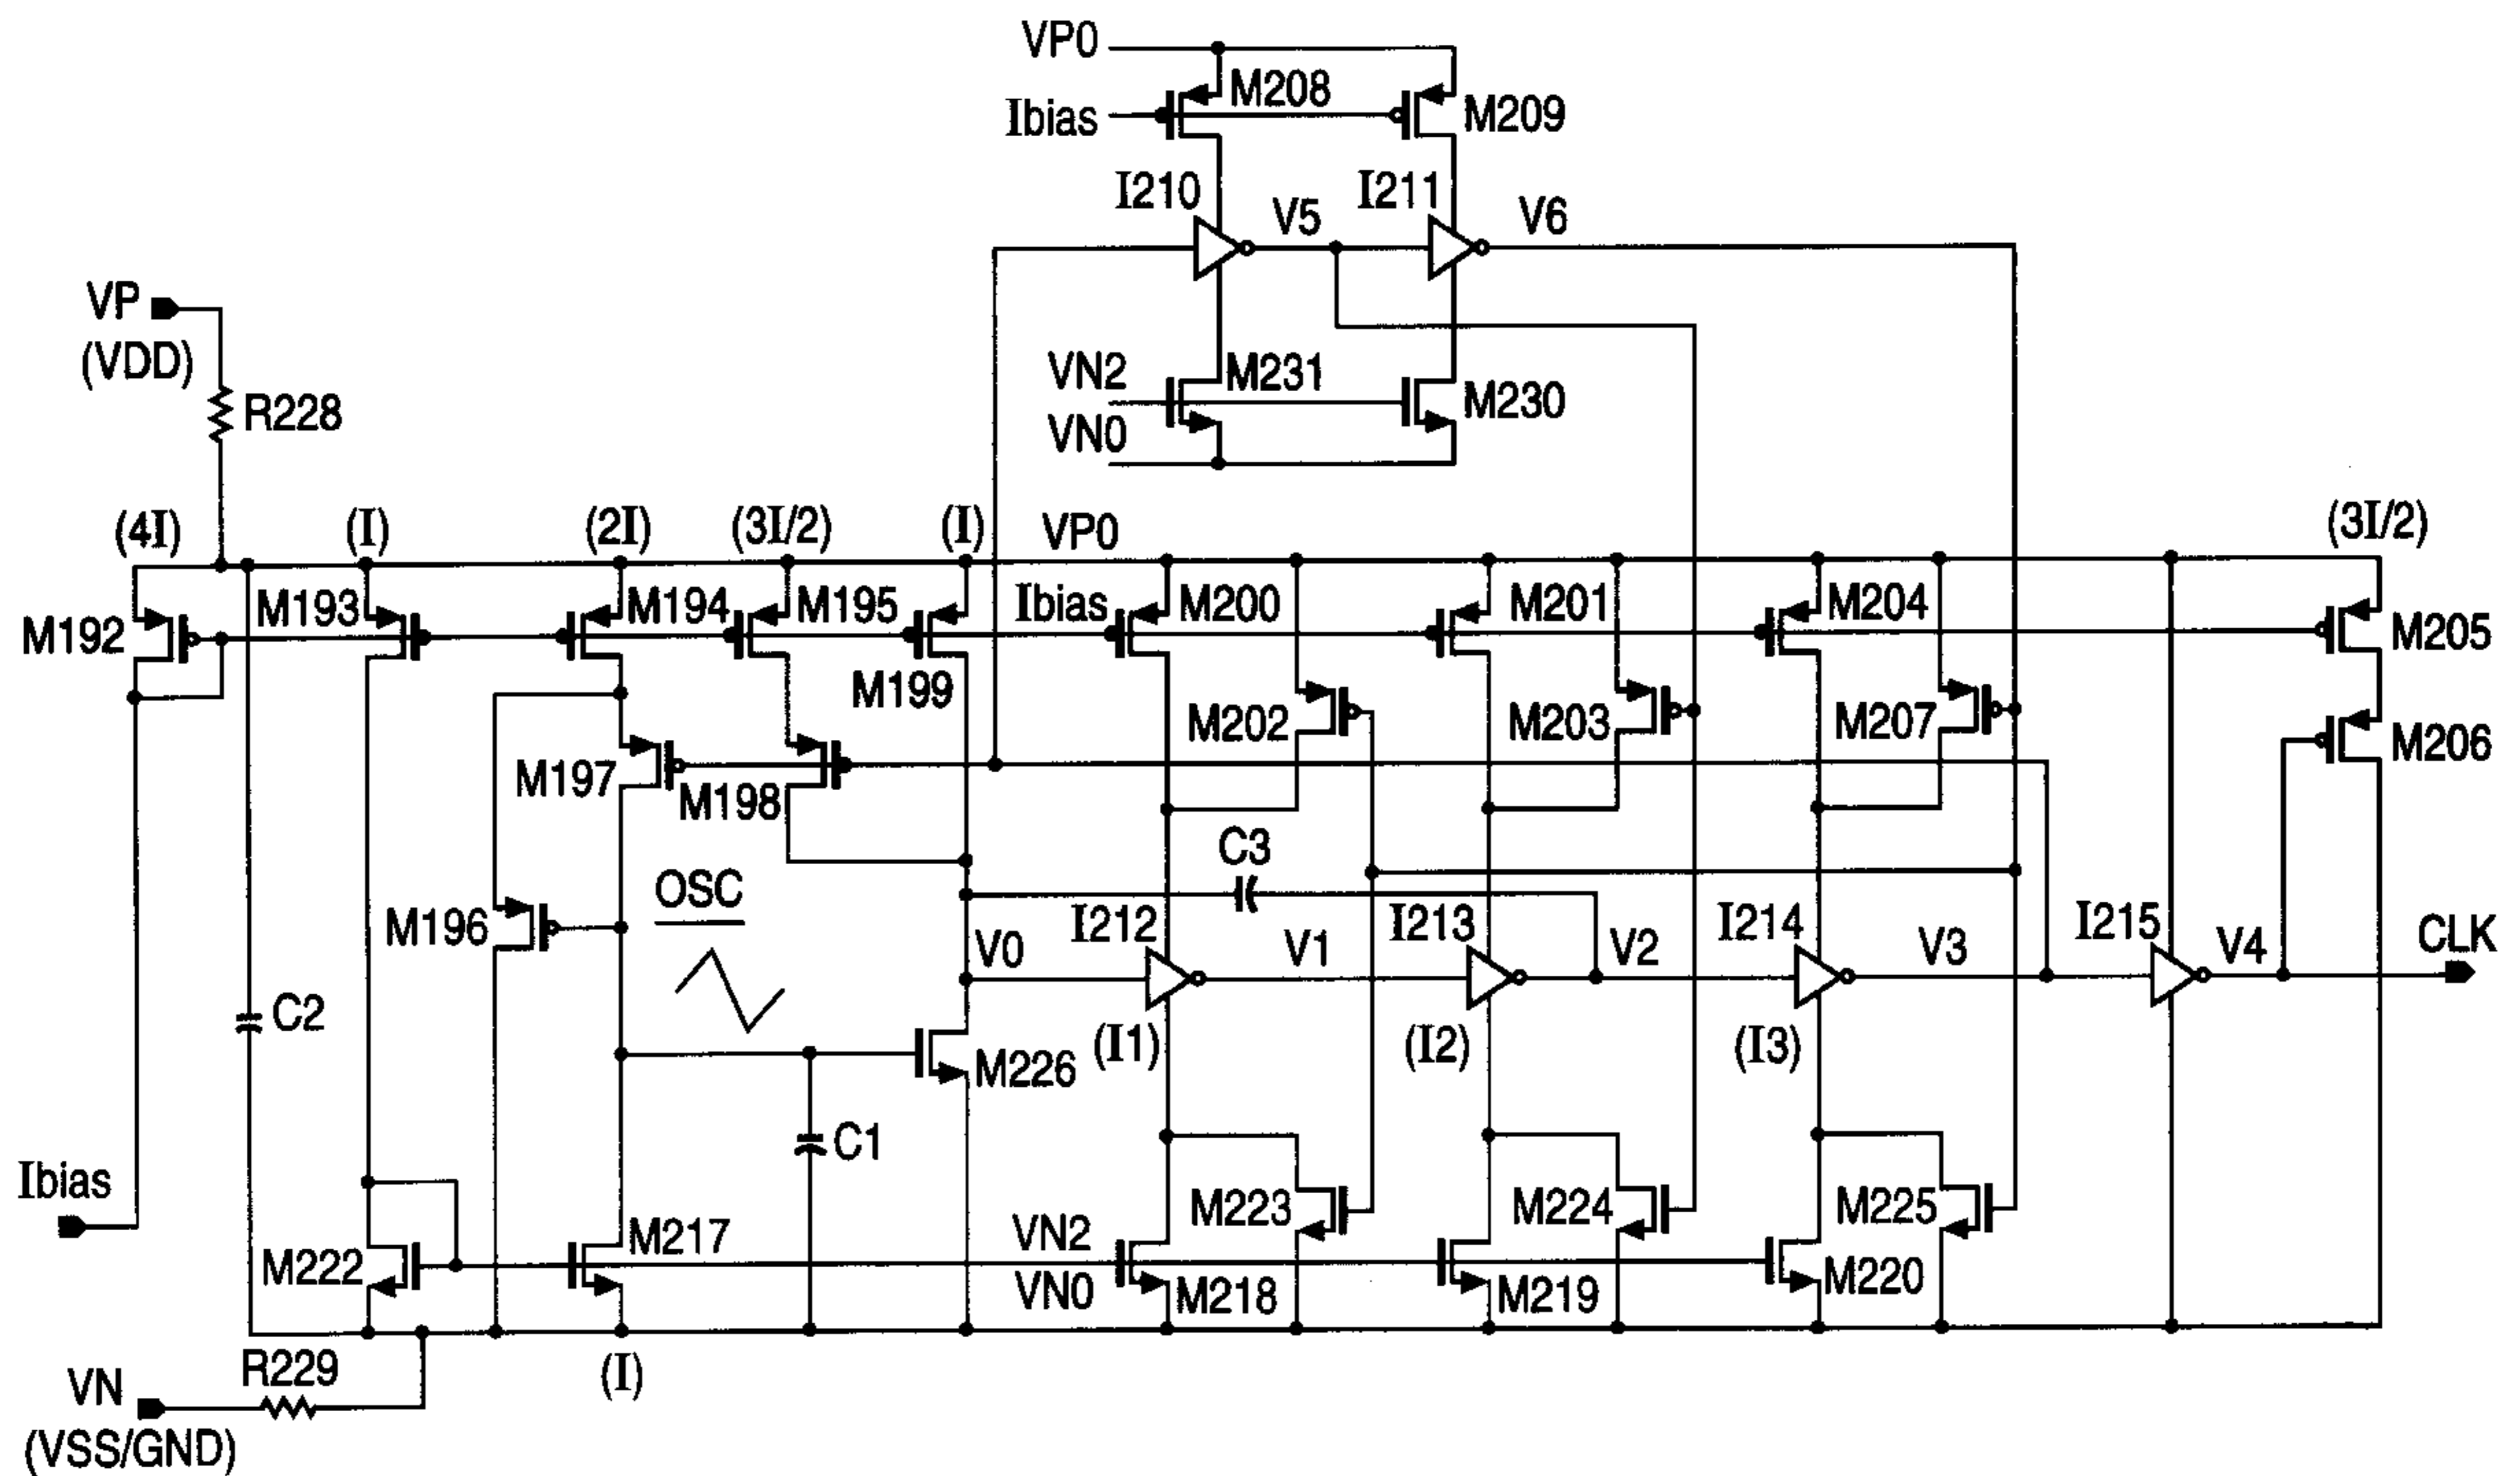 VP0
M208
Ibias
M209
I210
V5
I211
V6
VP
(VDD)
R228
VN2
M231
M230
VN0
(4I)
(I)
(2I)
(3I/2)
(I)
VP0
(3I/2)
M192
M193
M194
M195
Ibias
M200
M201
M204
M205
M199
M202
M203
M207
M206
M197
M198
C3
OSC
M196
I212
I213
I214
I215
V0
V1
V2
V3
V4
CLK
C2
(I1)
(I2)
(I3)
M226
C1
Ibias
M223
M224
M225
M222
M217
VN2
VN0
M218
M219
M220
VN
R229
(I)
(VSS/GND)